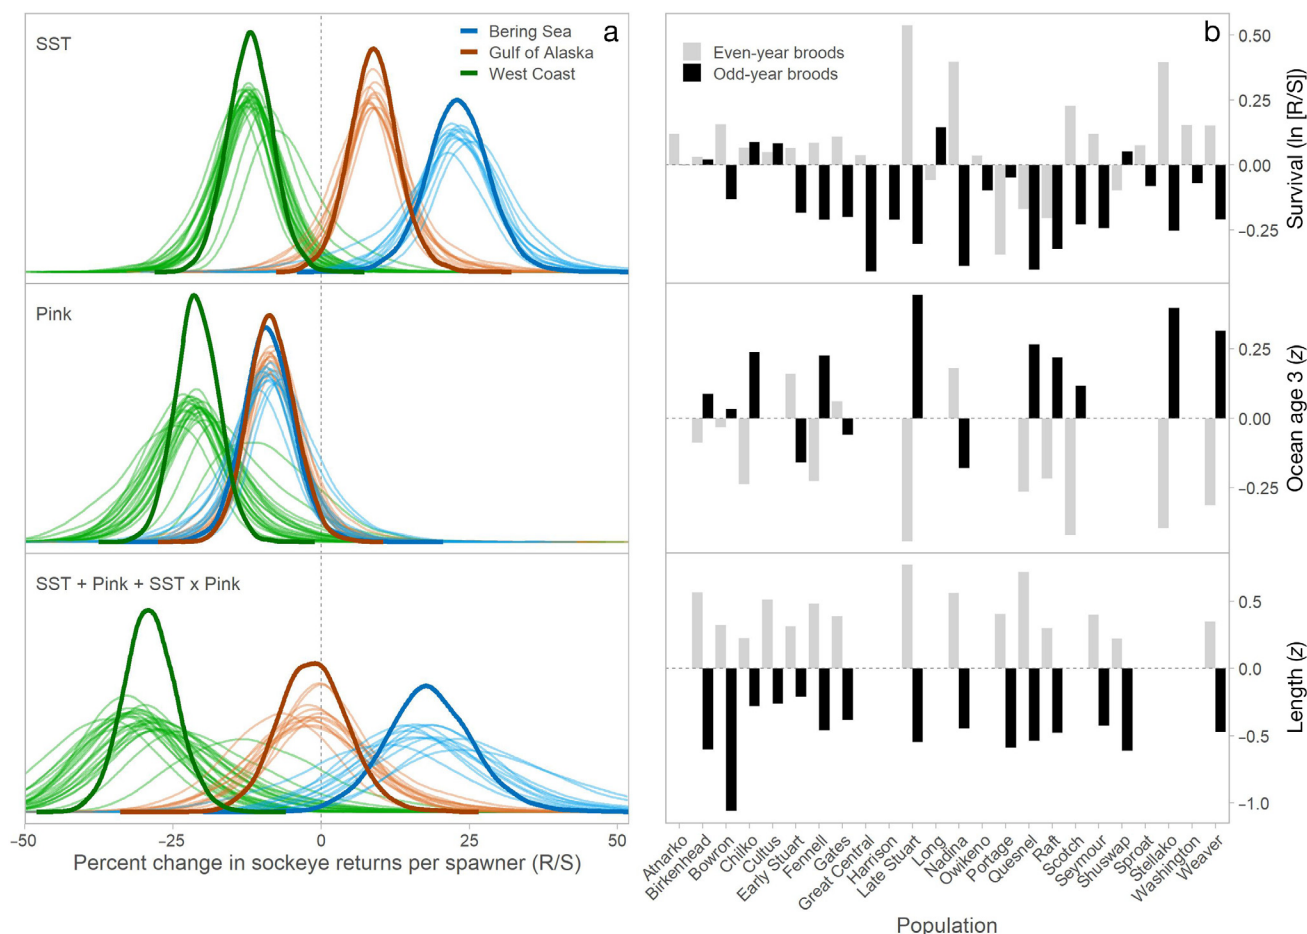 SST
Bering Sea
Gulf of Alaska
West Coast
a
Pink
SST + Pink + SST x Pink
−50
−25
0
25
50
Percent change in sockeye returns per spawner (R/S)
b
Even-year broods
Odd-year broods
0.50
0.25
0.00
−0.25
Survival (ln [R/S])
0.25
0.00
−0.25
Ocean age 3 (z)
0.5
0.0
−0.5
−1.0
Length (z)
Atnarko
Birkenhead
Bowron
Chilko
Cultus
Early Stuart
Fennell
Gates
Great Central
Harrison
Late Stuart
Long
Nadina
Owikeno
Portage
Quesnel
Raft
Scotch
Seymour
Shuswap
Sproat
Stellako
Washington
Weaver
Population